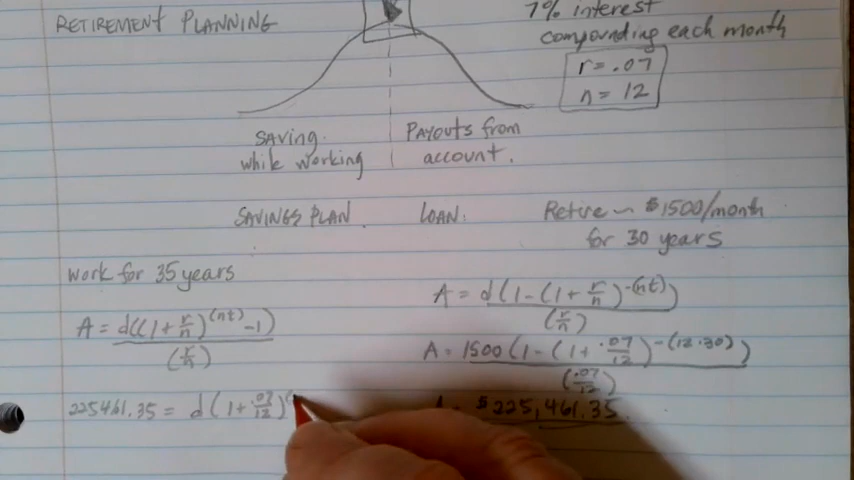 RETIREMENT PLANNING
7% interest
compounding each month
r = .07
n = 12
SAVING
while working
PAYOUTS from
account.
SAVINGS PLAN
LOAN:
Retire ~ $1500/month
for 30 years
work for 35 years
A = d((1+r/n)^(nt) -1)
(r/n)
A = d(1-(1+r/n)^-(nt))
(r/n)
A = 1500(1-(1+.07/12)^-(12·30))
(.07/12)
225461.35 = d(1+.07/12)^(
$225,461.35